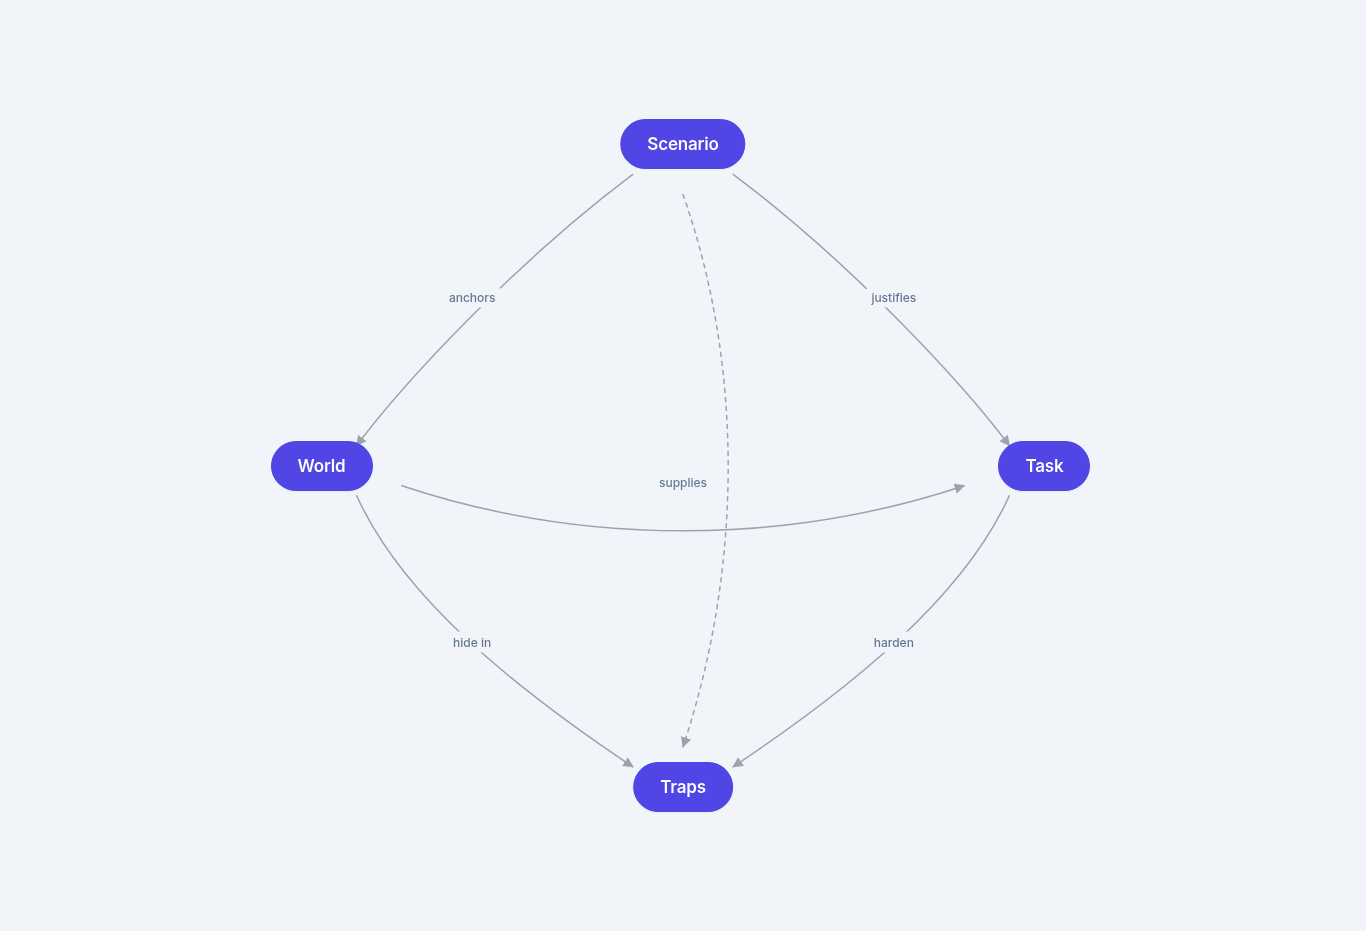 Scenario
anchors
justifies
World
Task
supplies
hide in
harden
Traps